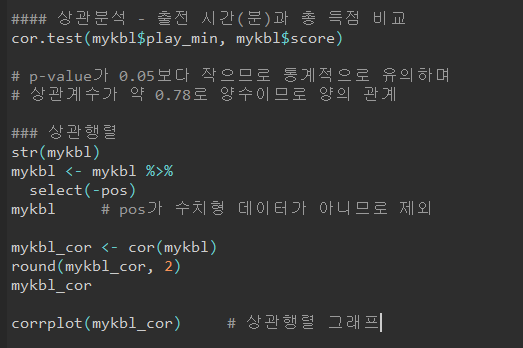 #### 상관분석 - 출전 시간(분)과 총 득점 비교
cor.test(mykbl$play_min, mykbl$score)
# p-value가 0.05보다 작으므로 통계적으로 유의하며
# 상관계수가 약 0.78로 양수이므로 양의 관계
### 상관행렬
str(mykbl)
mykbl <- mykbl %>%
  select(-pos)
mykbl     # pos가 수치형 데이터가 아니므로 제외
mykbl_cor <- cor(mykbl)
round(mykbl_cor, 2)
mykbl_cor
corrplot(mykbl_cor)     # 상관행렬 그래프